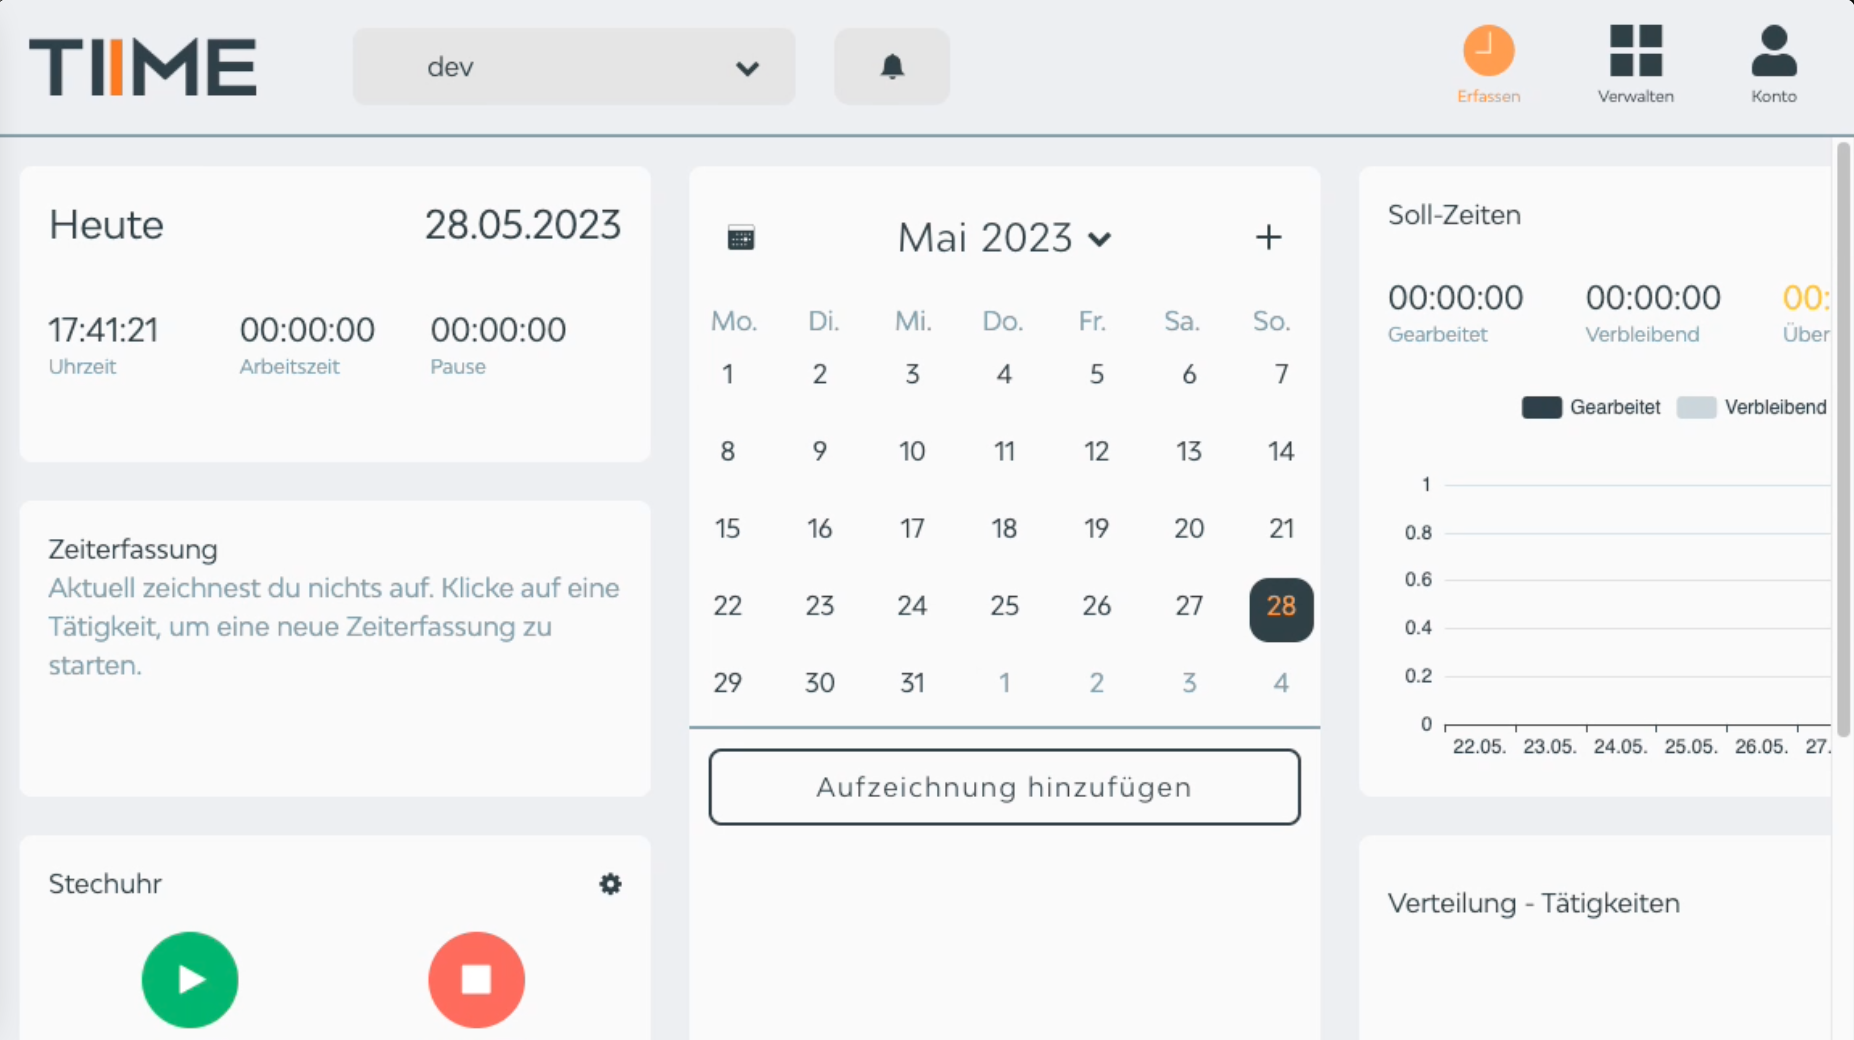 TIIME
dev
Erfassen
Verwalten
Konto
Heute
28.05.2023
17:41:21
00:00:00
00:00:00
Uhrzeit
Arbeitszeit
Pause
Zeiterfassung
Aktuell zeichnest du nichts auf. Klicke auf eine
Tätigkeit, um eine neue Zeiterfassung zu
starten.
Stechuhr
Mai 2023
Mo. Di. Mi. Do. Fr. Sa. So.
1 2 3 4 5 6 7
8 9 10 11 12 13 14
15 16 17 18 19 20 21
22 23 24 25 26 27 28
29 30 31 1 2 3 4
Aufzeichnung hinzufügen
Soll-Zeiten
00:00:00
00:00:00
00:
Gearbeitet
Verbleibend
Über
Gearbeitet
Verbleibend
1
0.8
0.6
0.4
0.2
0
22.05. 23.05. 24.05. 25.05. 26.05. 27.
Verteilung - Tätigkeiten